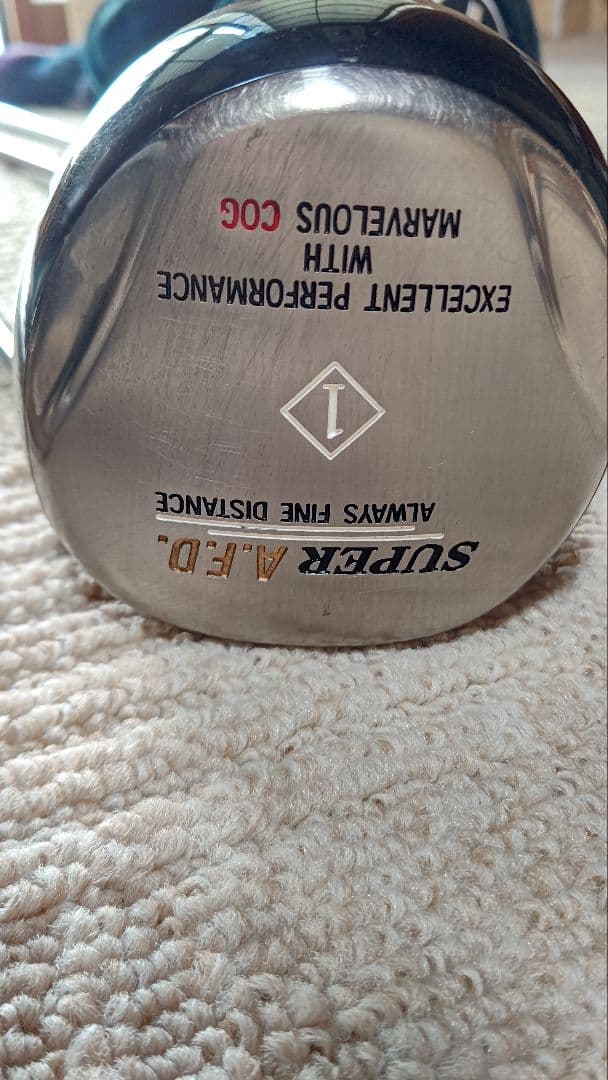 SUPER A.F.D.
ALWAYS FINE DISTANCE
1
EXCELLENT PERFORMANCE
WITH
MARVELOUS COG